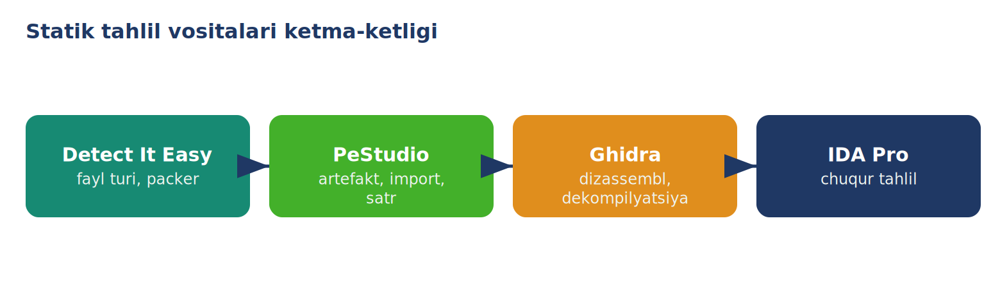 Statik tahlil vositalari ketma-ketligi
Detect It Easy
fayl turi, packer
PeStudio
artefakt, import,
satr
Ghidra
dizassembl,
dekompilyatsiya
IDA Pro
chuqur tahlil